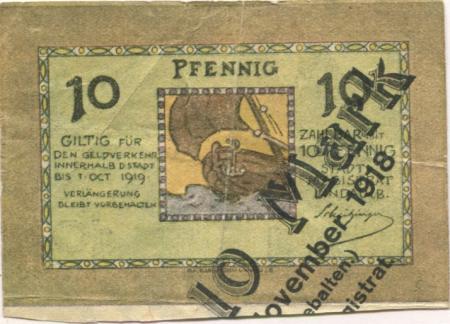 PFENNIG
10
10
GILTIG FÜR
DEN GELDVERKEHR
INNERHALB D STADT
BIS 1·OCT 1919
VERLÄNGERUNG
BLEIBT VORBEHALTEN
ZAHLBAR MIT
10 PFENNIG
STADT
10 Mark
November 1918